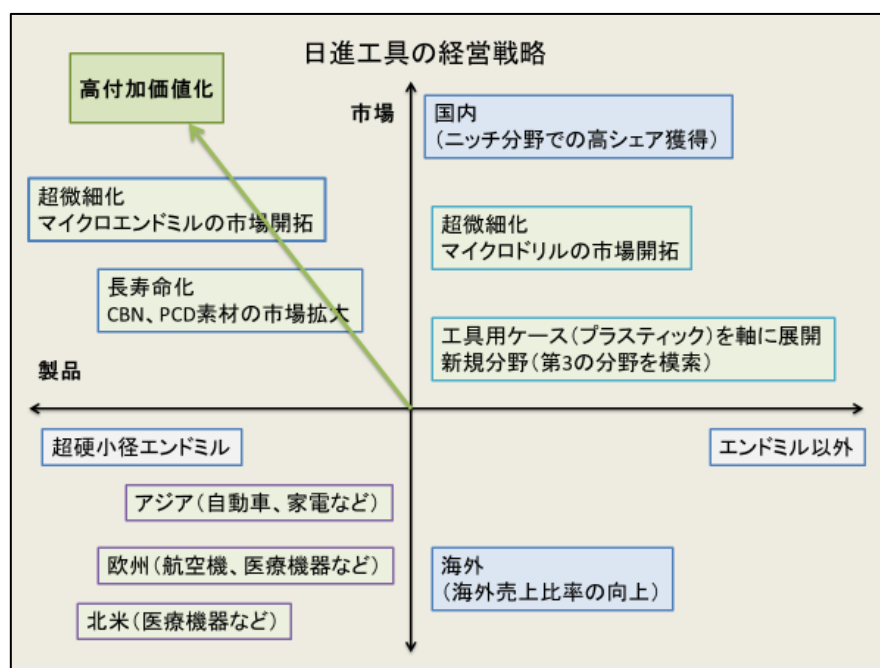 日進工具の経営戦略
高付加価値化
市場
国内
(ニッチ分野での高シェア獲得)
超微細化
マイクロエンドミルの市場開拓
超微細化
マイクロドリルの市場開拓
長寿命化
CBN、PCD素材の市場拡大
工具用ケース(プラスティック)を軸に展開
新規分野(第3の分野を模索)
製品
超硬小径エンドミル
エンドミル以外
アジア(自動車、家電など)
欧州(航空機、医療機器など)
北米(医療機器など)
海外
(海外売上比率の向上)